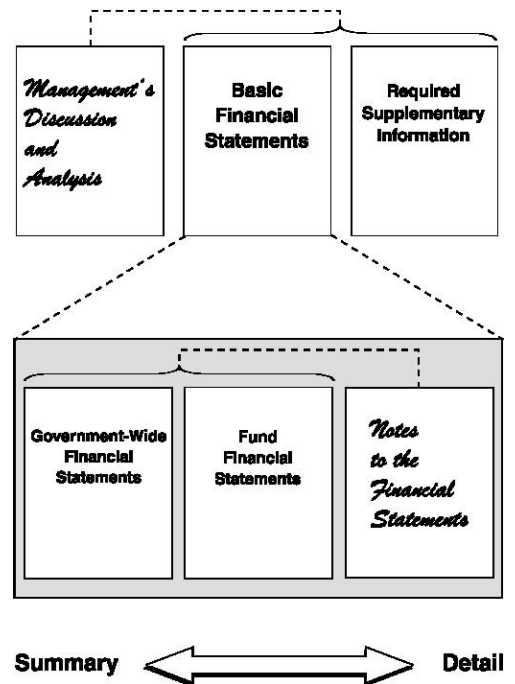 Management's
Discussion
and
Analysis
Basic
Financial
Statements
Required
Supplementary
Information
Government-Wide
Financial
Statements
Fund
Financial
Statements
Notes
to the
Financial
Statements
Summary
Detail